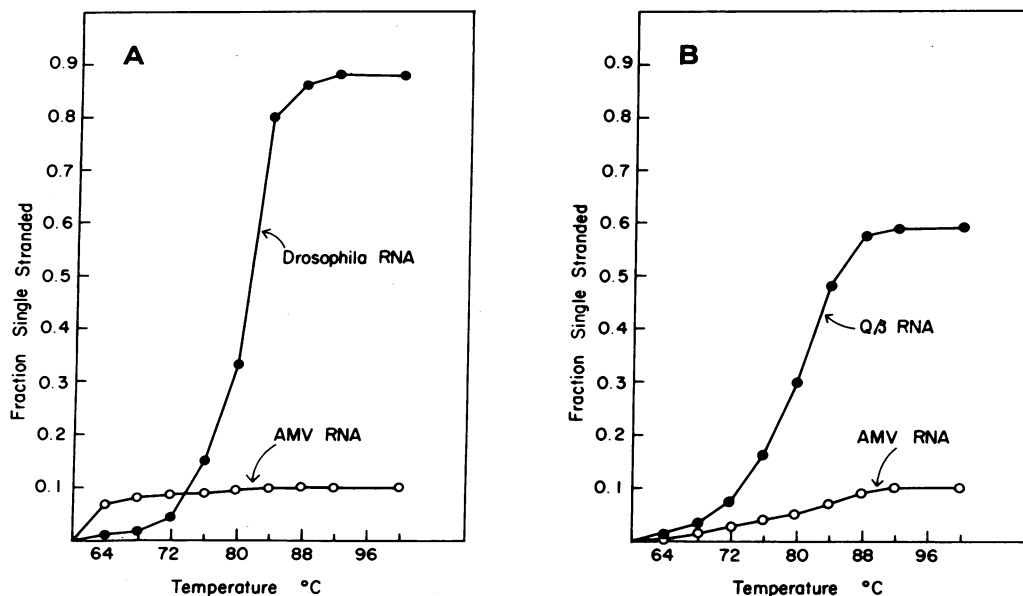 A
0.9
0.8
0.7
0.6
0.5
0.4
0.3
0.2
0.1
Fraction Single Stranded
Drosophila RNA
AMV RNA
64 72 80 88 96
Temperature °C
B
0.9
0.8
0.7
0.6
0.5
0.4
0.3
0.2
0.1
Fraction Single Stranded
Qβ RNA
AMV RNA
64 72 80 88 96
Temperature °C